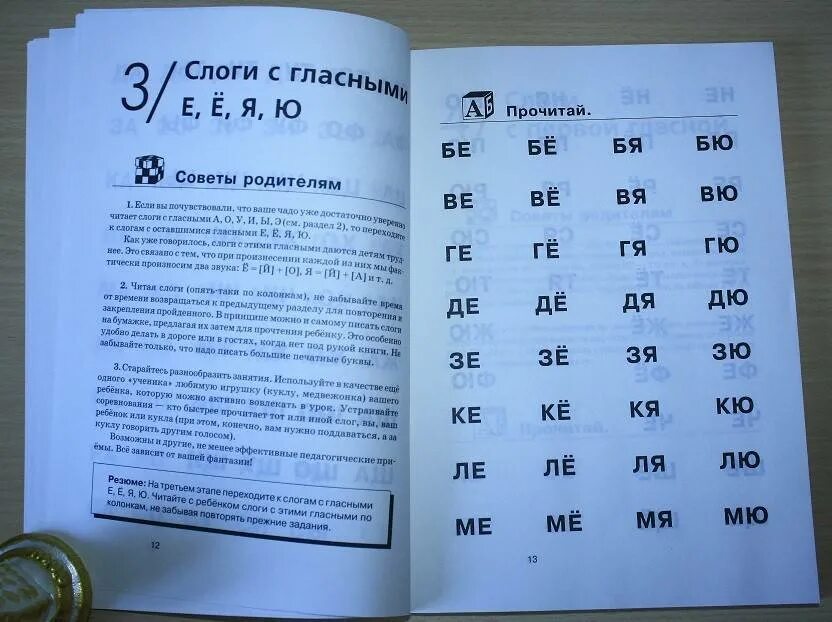 3/ Слоги с гласными
Е, Ё, Я, Ю
Советы родителям
1. Если вы почувствовали, что ваше чадо уже достаточно уверенно
читает слоги с гласными А, О, У, И, Ы, Э (см. раздел 2), то переходите
к слогам с оставшимися гласными Е, Ё, Я, Ю.
Как уже говорилось, слоги с этими гласными даются детям труд-
нее. Это связано с тем, что при произнесении каждой из них мы фак-
тически произносим два звука: Ё = [Й] + [О], Я = [Й] + [А] и т. д.
2. Читая слоги (опять-таки по колонкам), не забывайте время
от времени возвращаться к предыдущему разделу для повторения и
закрепления пройденного. В принципе можно и самому писать слоги
на бумажке, предлагая их затем для прочтения ребёнку. Это особенно
удобно делать в дороге или в гостях, когда нет под рукой книги. Не
забывайте только, что надо писать большие печатные буквы.
3. Старайтесь разнообразить занятия. Используйте в качестве ещё
одного «ученика» любимую игрушку (куклу, медвежонка) вашего
ребёнка, которую можно активно вовлекать в урок. Устраивайте
соревнования — кто быстрее прочитает тот или иной слог, вы, ваш
ребёнок или кукла (при этом, конечно, вам нужно поддаваться, а за
куклу говорить другим голосом).
Возможны и другие, не менее эффективные педагогические при-
ёмы. Всё зависит от вашей фантазии!
Резюме: На третьем этапе переходите к слогам с гласными
Е, Ё, Я, Ю. Читайте с ребёнком слоги с этими гласными по
колонкам, не забывая повторять прежние задания.
12
АБ Прочитай.
БЕ БЁ БЯ БЮ
ВЕ ВЁ ВЯ ВЮ
ГЕ ГЁ ГЯ ГЮ
ДЕ ДЁ ДЯ ДЮ
ЗЕ ЗЁ ЗЯ ЗЮ
КЕ КЁ КЯ КЮ
ЛЕ ЛЁ ЛЯ ЛЮ
МЕ МЁ МЯ МЮ
13